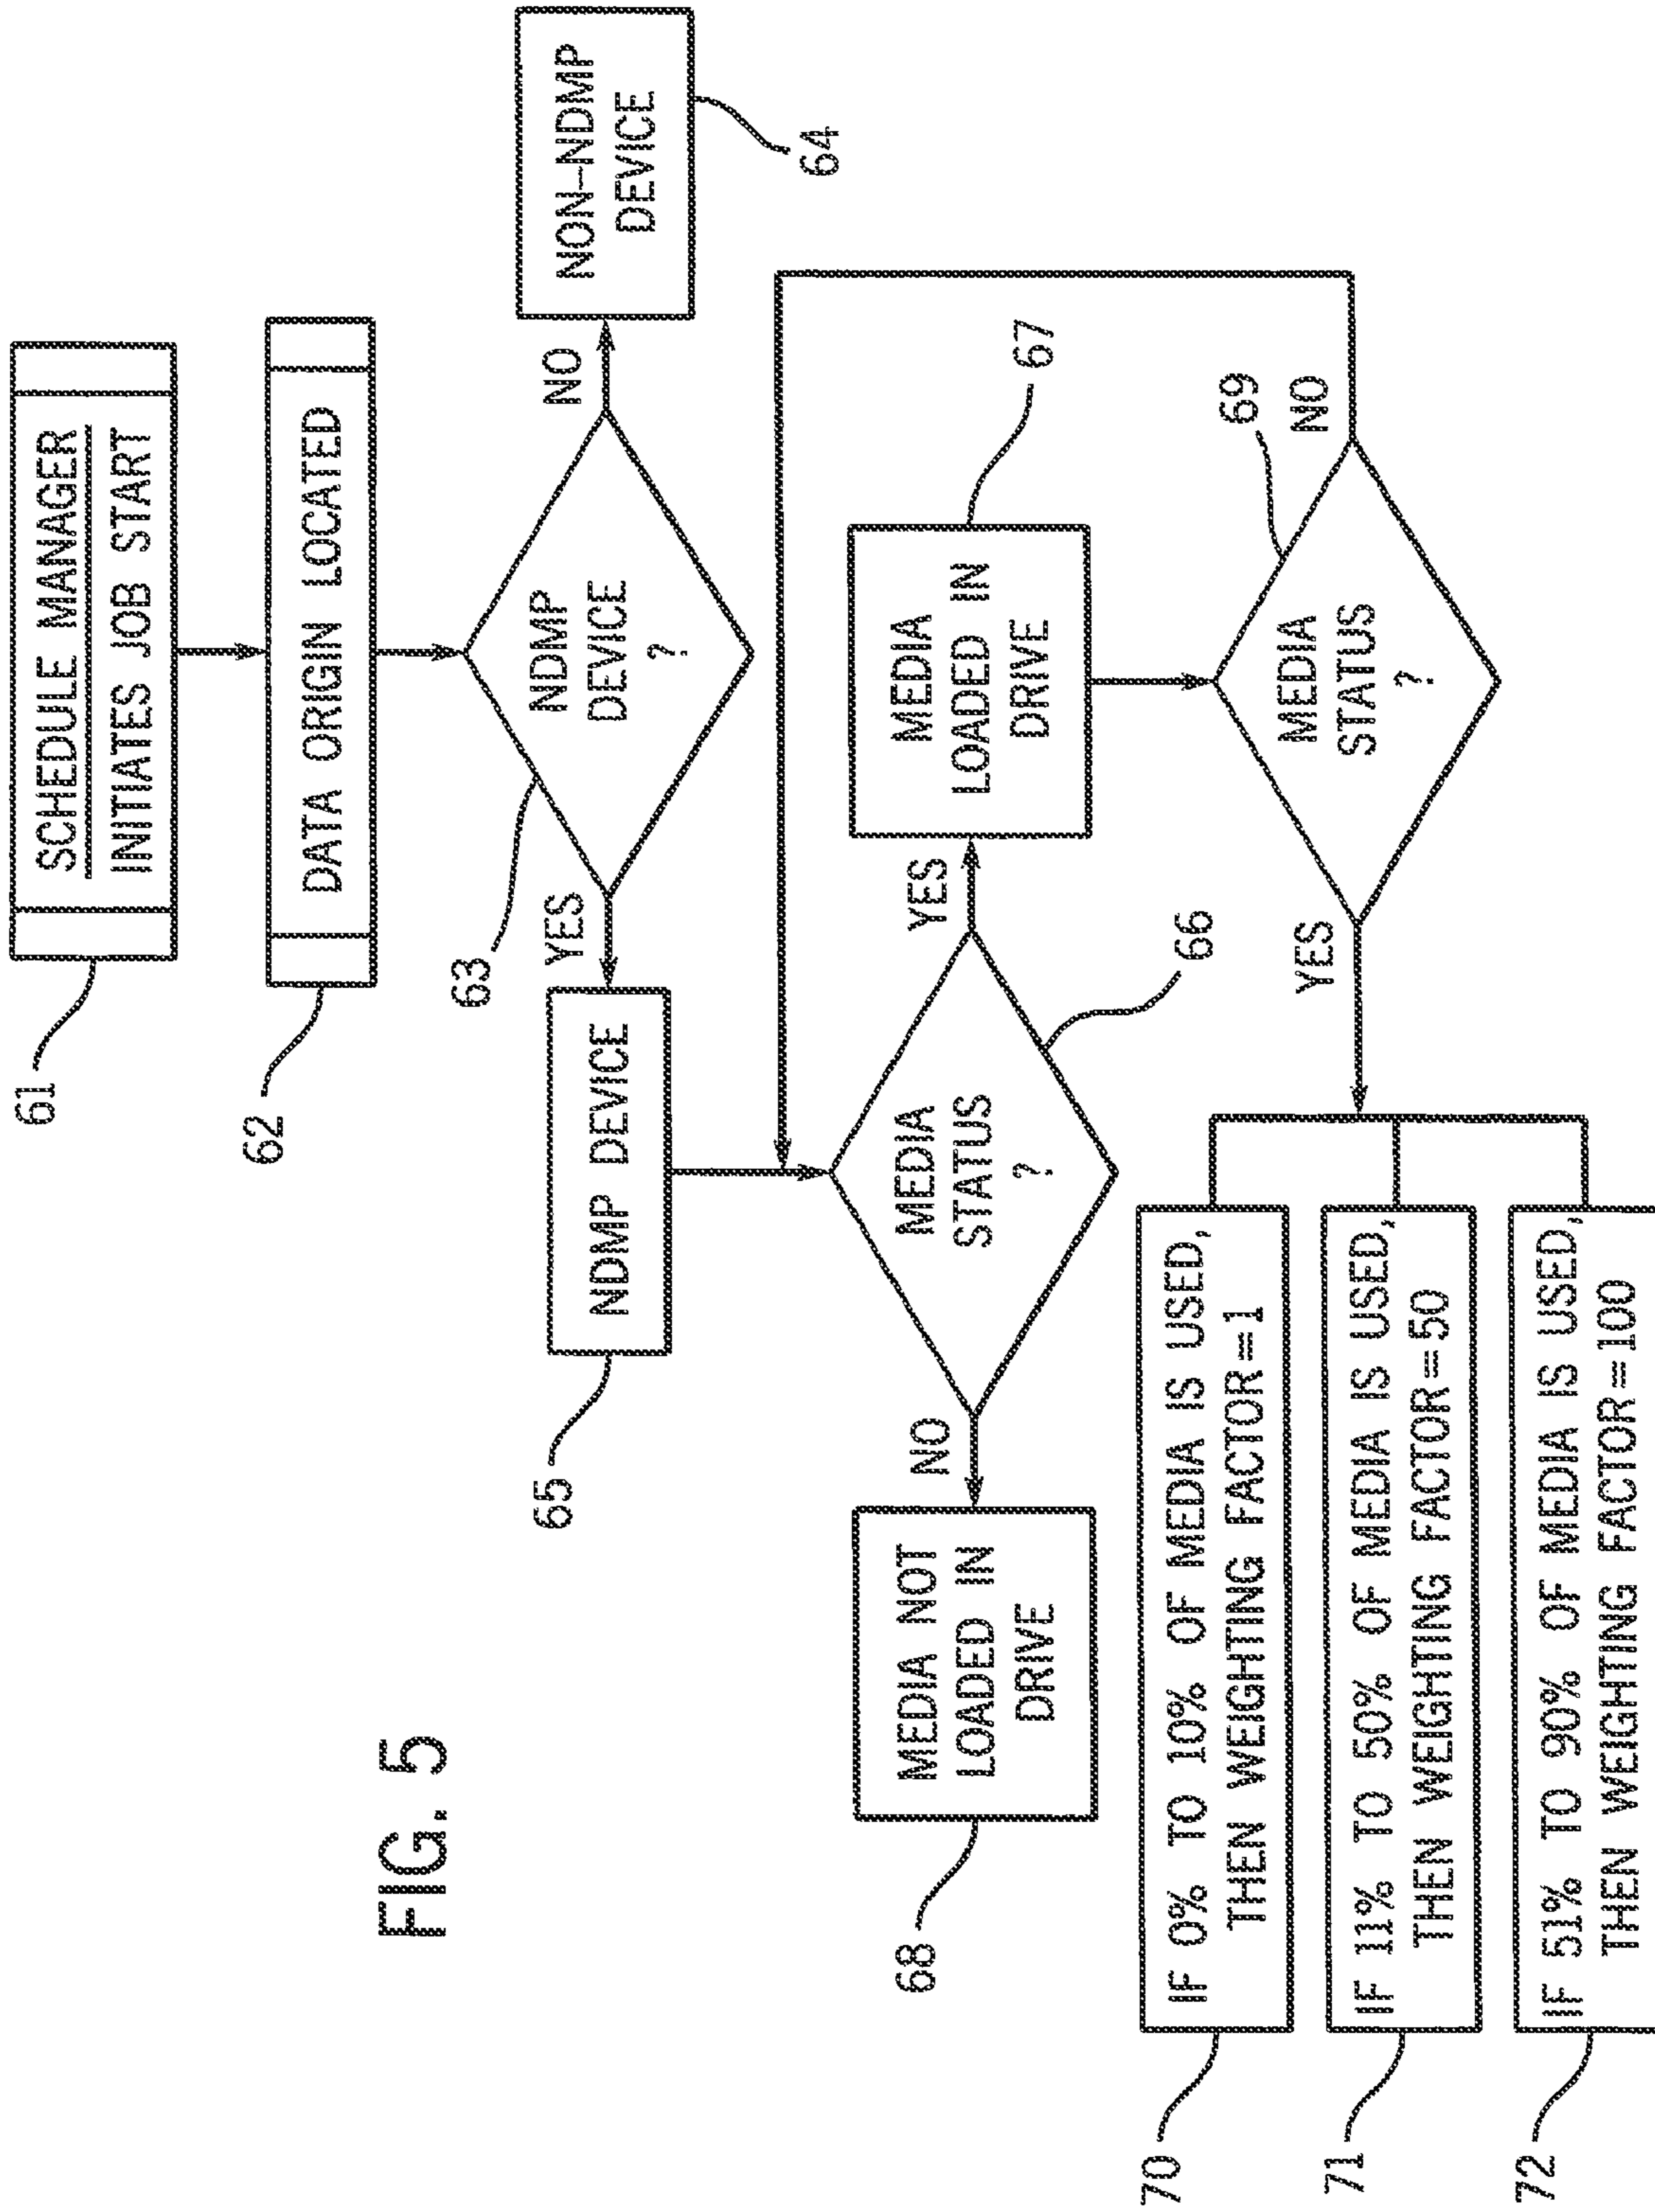 FIG. 5
61
SCHEDULE MANAGER
INITIATES JOB START
62
DATA ORIGIN LOCATED
63
NDMP
DEVICE
?
NO
NON-NDMP
DEVICE
64
YES
NDMP DEVICE
65
MEDIA
STATUS
?
66
YES
MEDIA
LOADED IN
DRIVE
67
NO
MEDIA NOT
LOADED IN
DRIVE
68
MEDIA
STATUS
?
69
NO
YES
70
IF 0% TO 10% OF MEDIA IS USED,
THEN WEIGHTING FACTOR=1
71
IF 11% TO 50% OF MEDIA IS USED,
THEN WEIGHTING FACTOR=50
72
IF 51% TO 90% OF MEDIA IS USED,
THEN WEIGHTING FACTOR=100